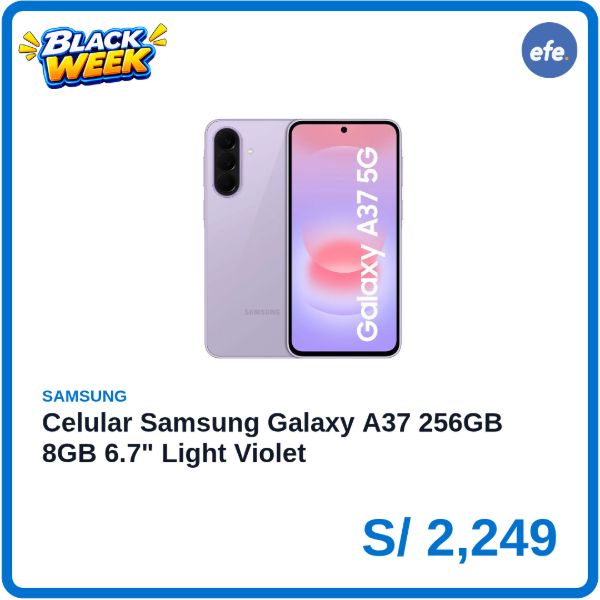 BLACK
WEEK
efe.
Galaxy A37 5G
SAMSUNG
SAMSUNG
Celular Samsung Galaxy A37 256GB
8GB 6.7" Light Violet
S/ 2,249